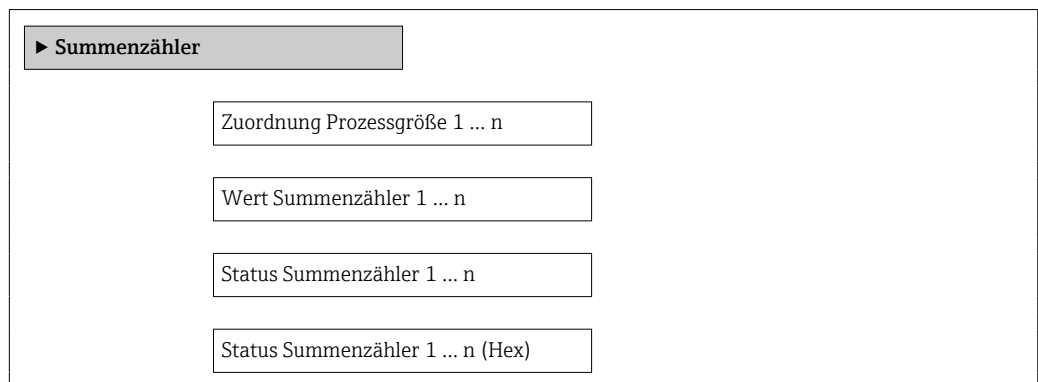 ▶ Summenzähler
Zuordnung Prozessgröße 1 … n
Wert Summenzähler 1 … n
Status Summenzähler 1 … n
Status Summenzähler 1 … n (Hex)